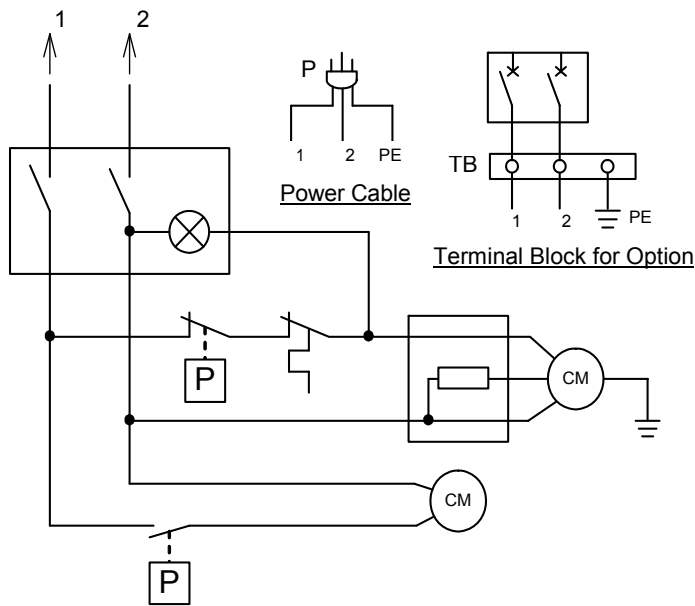 1 2
P
1 2 PE
Power Cable
TB
1 2 PE
Terminal Block for Option
P
CM
CM
P